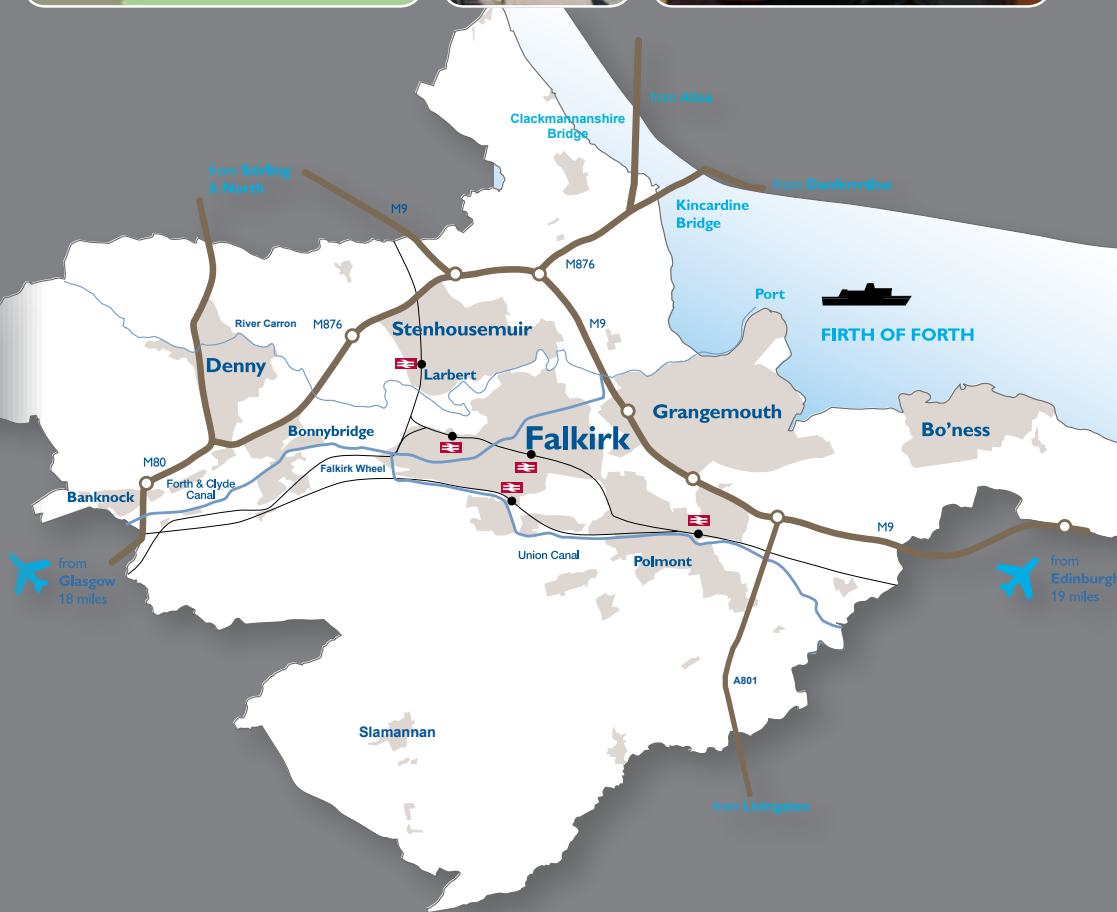 from Alloa
Clackmannanshire
Bridge
from Stirling
& North
from Dunfermline
M9
Kincardine
Bridge
M876
Port
River Carron
M876
M9
Stenhousemuir
FIRTH OF FORTH
Denny
Larbert
Grangemouth
Bonnybridge
Falkirk
Bo'ness
M80
Falkirk Wheel
Forth & Clyde
Canal
Banknock
M9
Union Canal
Polmont
from
Glasgow
18 miles
from
Edinburgh
19 miles
A801
Slamannan
from Livingston